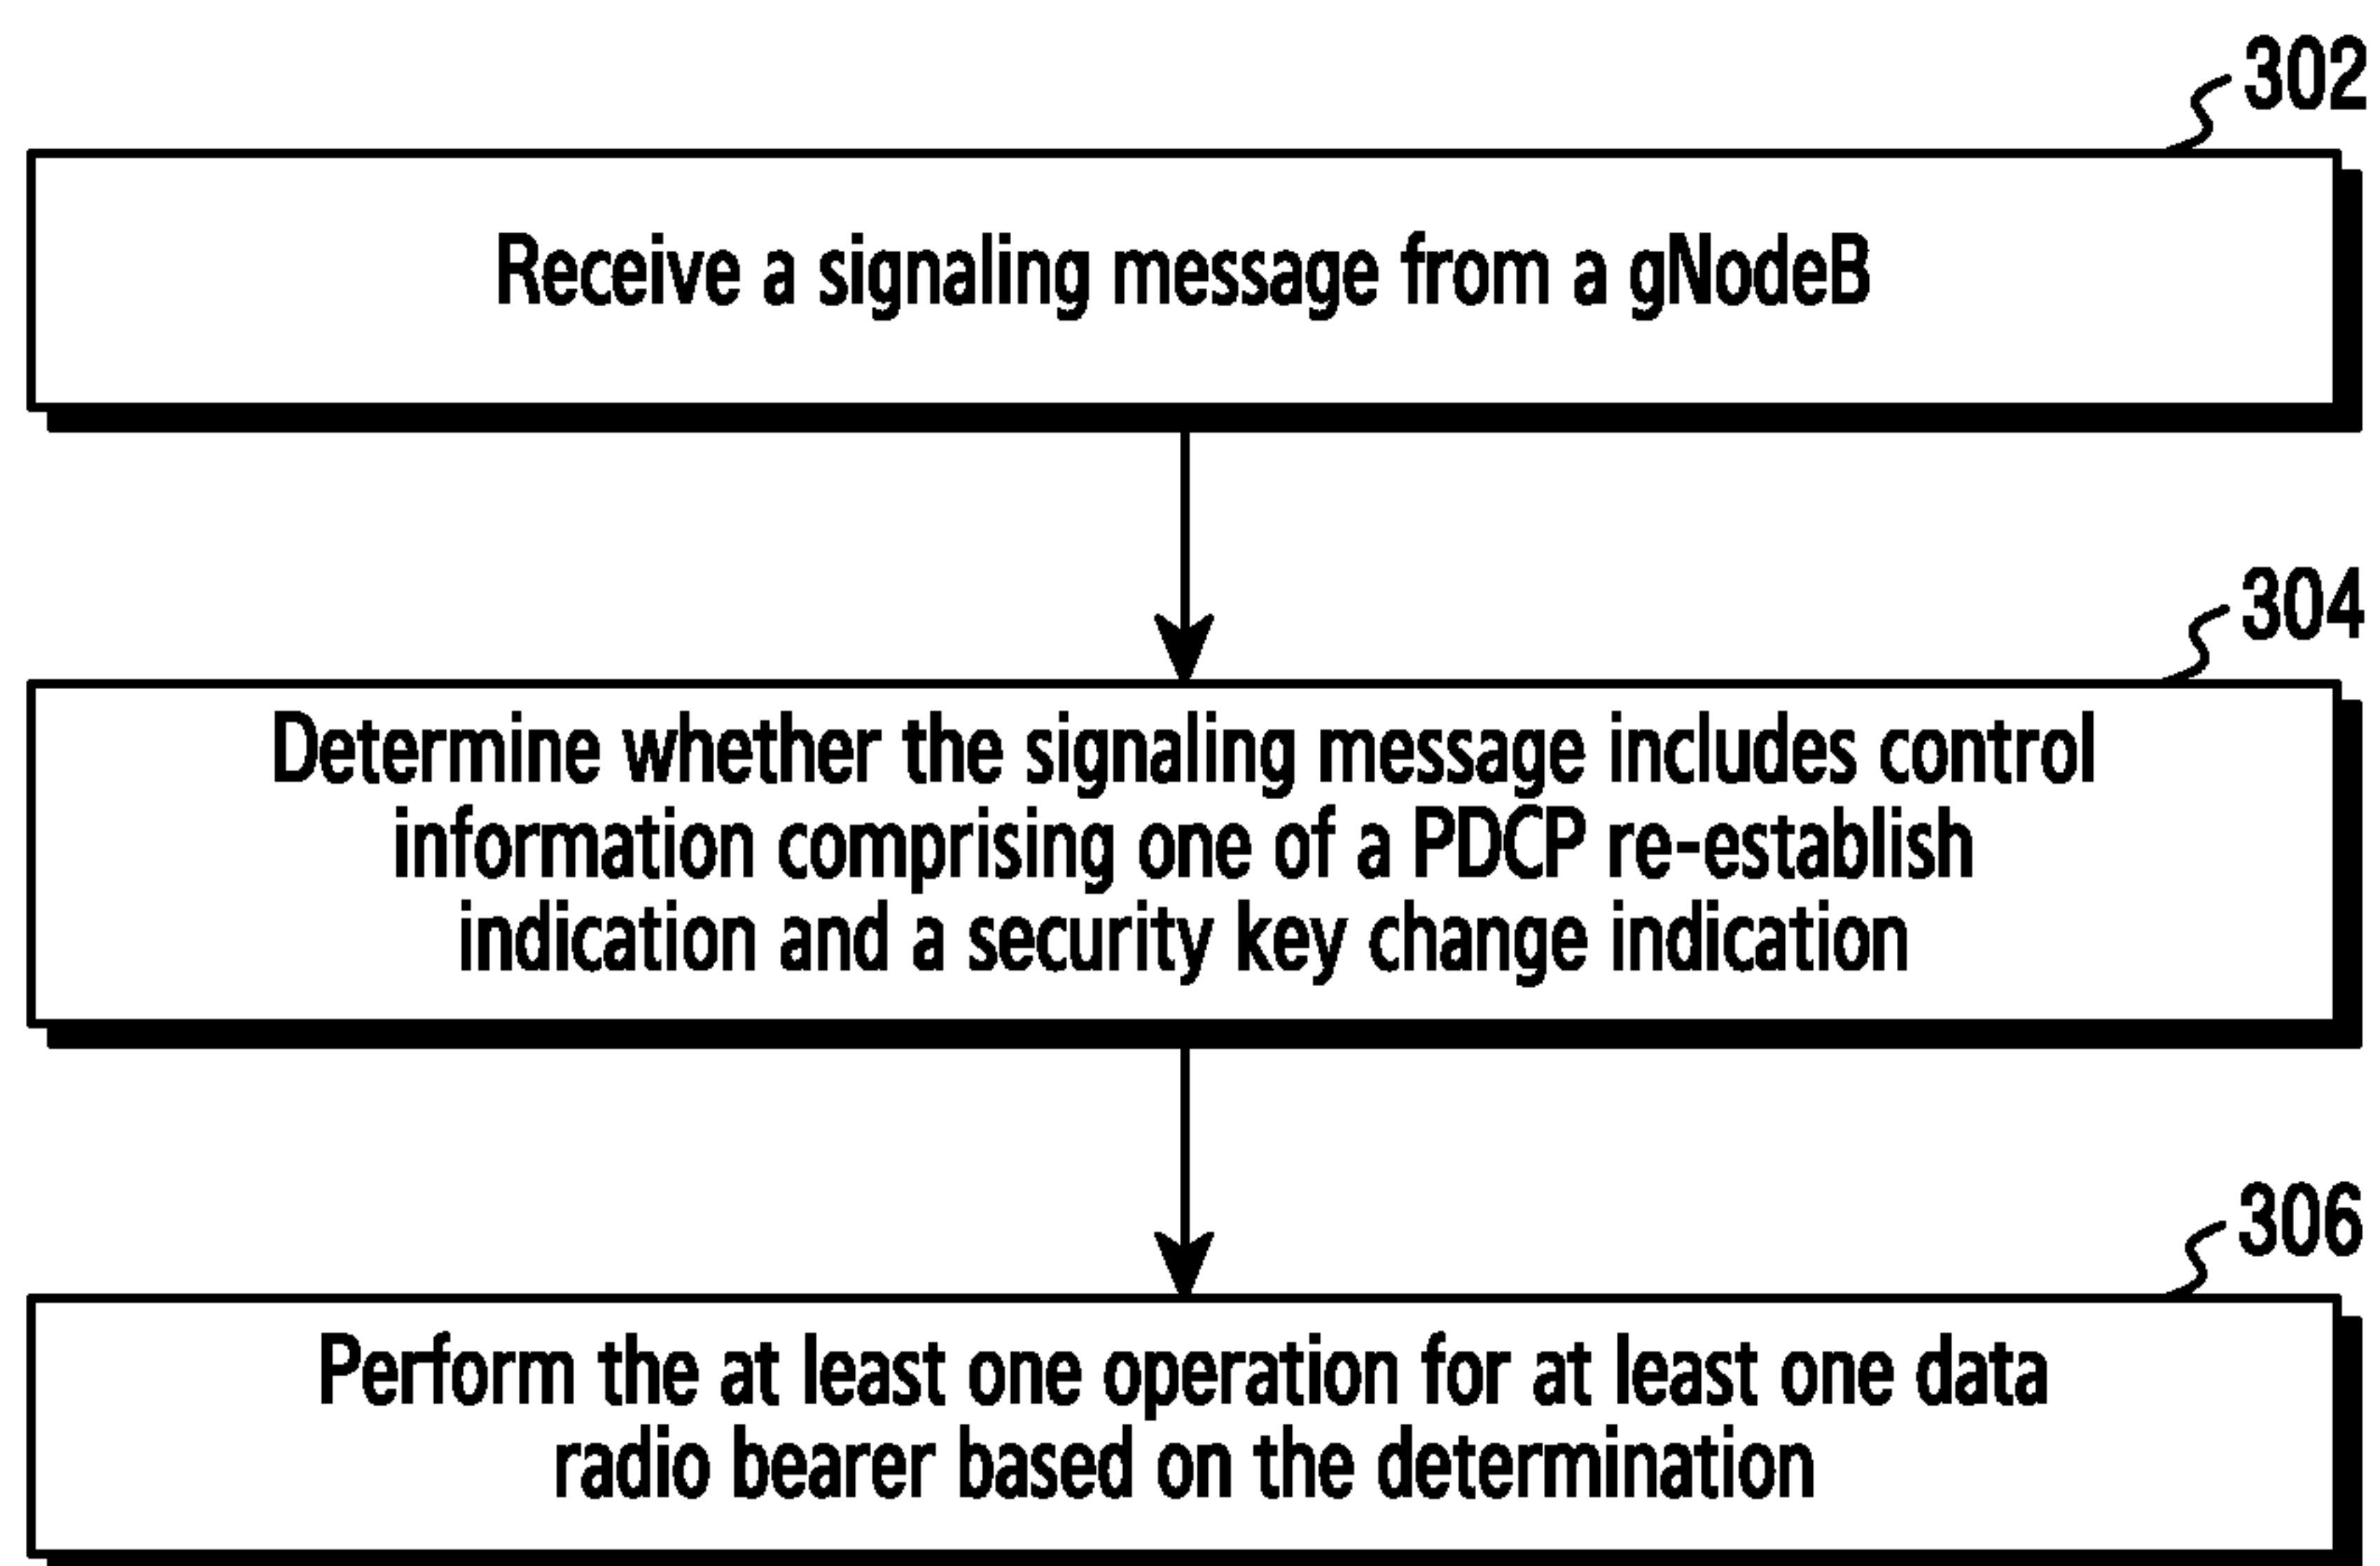 302
Receive a signaling message from a gNodeB
304
Determine whether the signaling message includes control
information comprising one of a PDCP re-establish
indication and a security key change indication
306
Perform the at least one operation for at least one data
radio bearer based on the determination